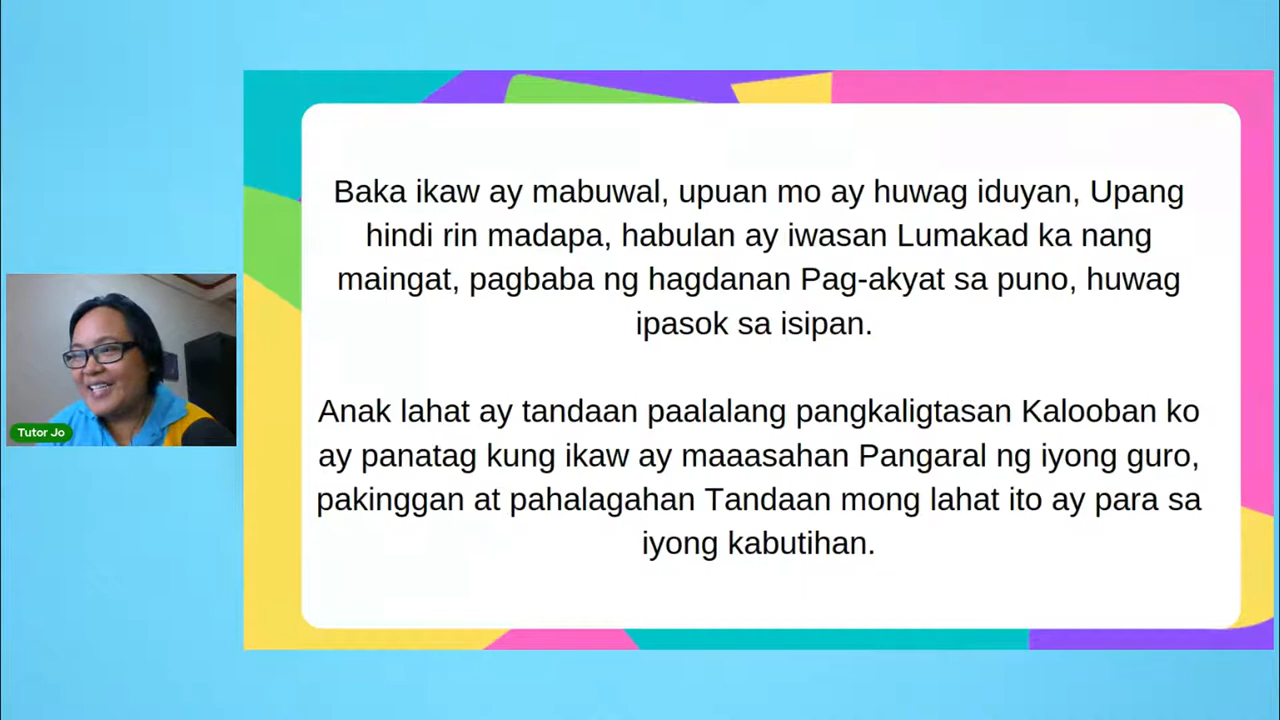 Baka ikaw ay mabuwal, upuan mo ay huwag iduyan, Upang
hindi rin madapa, habulan ay iwasan Lumakad ka nang
maingat, pagbaba ng hagdanan Pag-akyat sa puno, huwag
ipasok sa isipan.
Anak lahat ay tandaan paalalang pangkaligtasan Kalooban ko
ay panatag kung ikaw ay maaasahan Pangaral ng iyong guro,
pakinggan at pahalagahan Tandaan mong lahat ito ay para sa
iyong kabutihan.
Tutor Jo